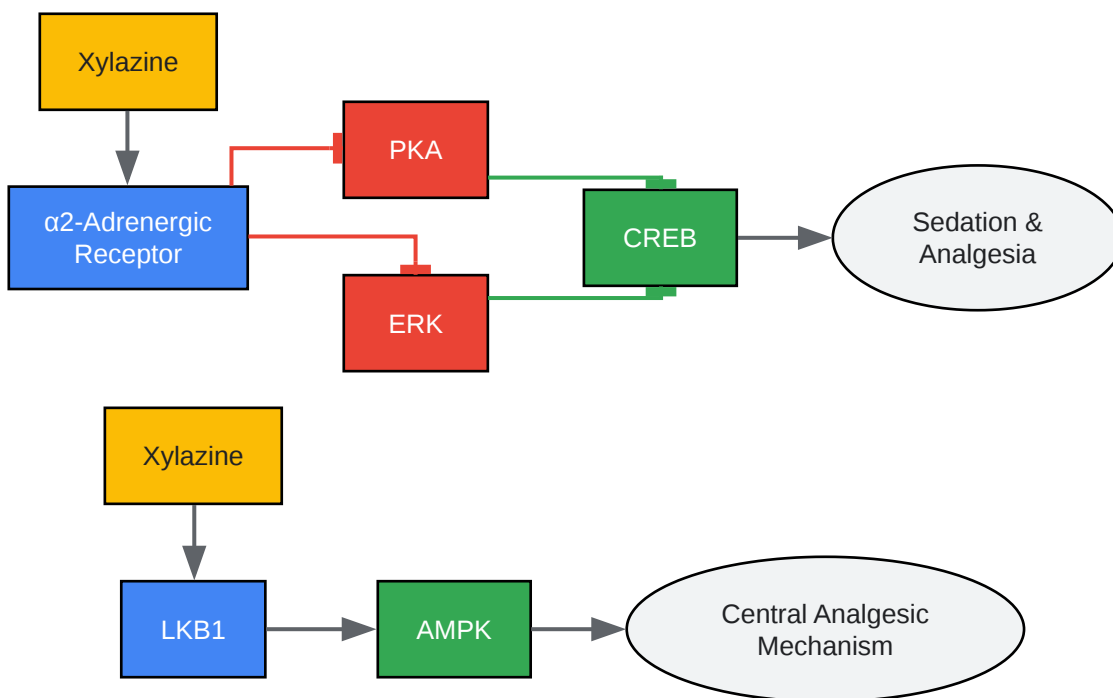 Xylazine
PKA
α2-Adrenergic
Receptor
CREB
Sedation &
Analgesia
ERK
Xylazine
LKB1
AMPK
Central Analgesic
Mechanism